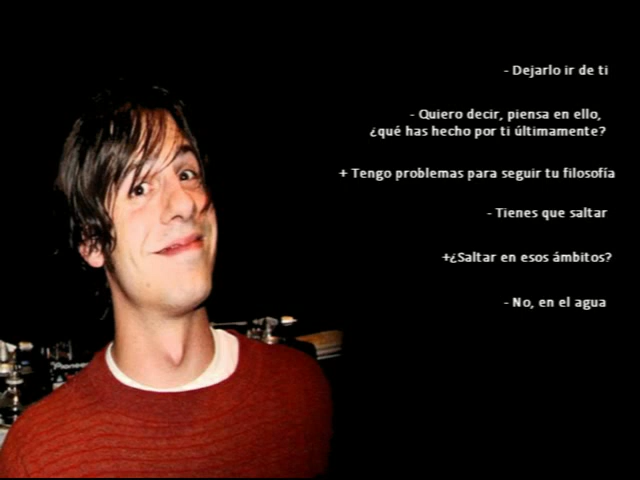 - Dejarlo ir de ti
- Quiero decir, piensa en ello,
¿qué has hecho por ti últimamente?
+ Tengo problemas para seguir tu filosofía
- Tienes que saltar
+¿Saltar en esos ámbitos?
- No, en el agua
Pioneer